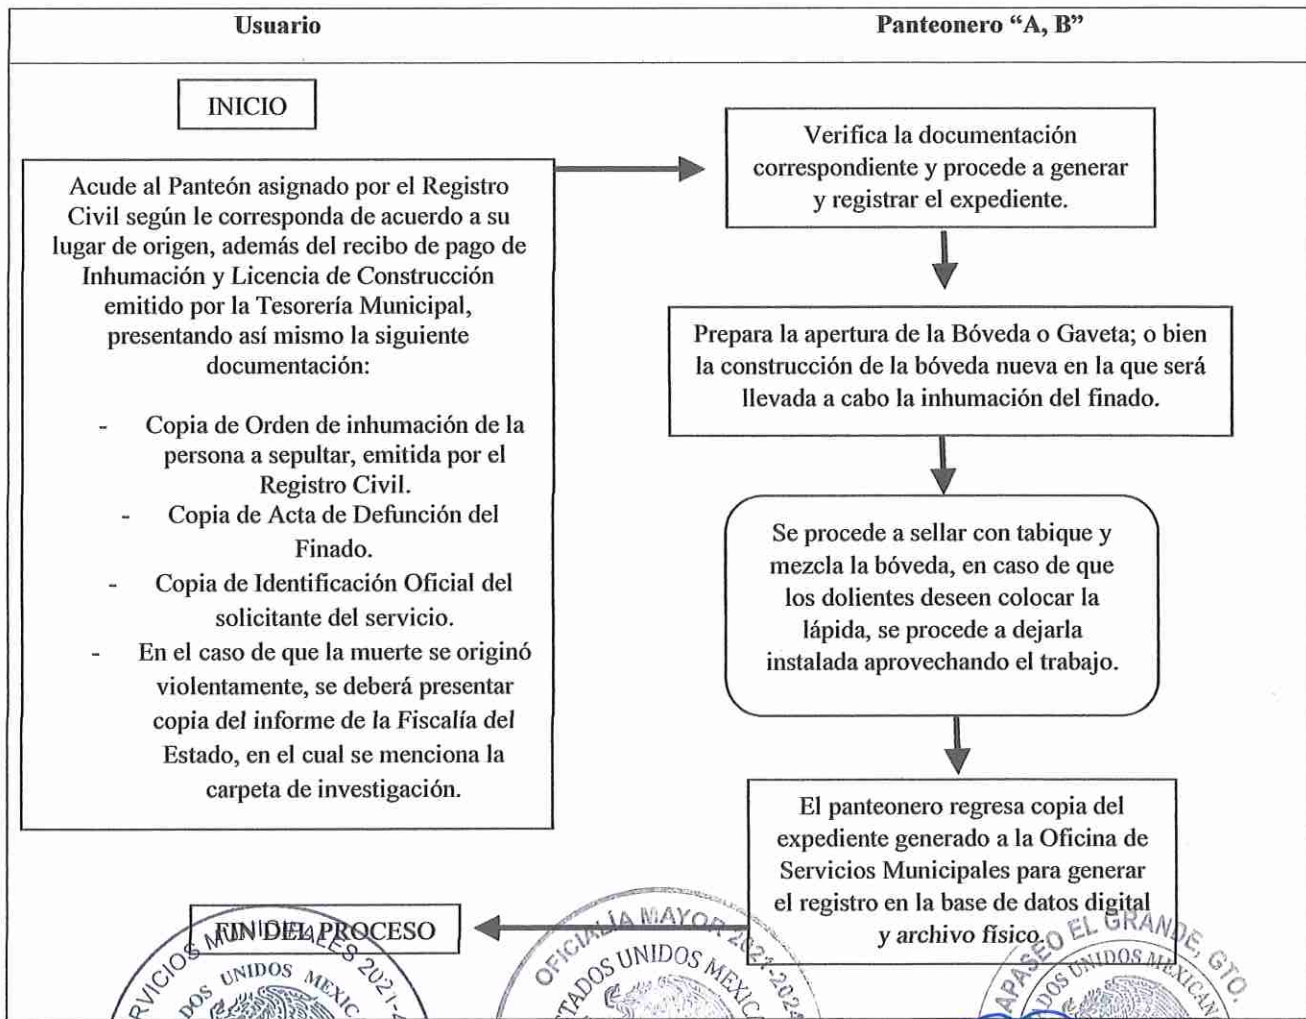 Usuario
Panteonero “A, B”
INICIO
Acude al Panteón asignado por el Registro
Civil según le corresponda de acuerdo a su
lugar de origen, además del recibo de pago de
Inhumación y Licencia de Construcción
emitido por la Tesorería Municipal,
presentando así mismo la siguiente
documentación:
- Copia de Orden de inhumación de la
persona a sepultar, emitida por el
Registro Civil.
- Copia de Acta de Defunción del
Finado.
- Copia de Identificación Oficial del
solicitante del servicio.
- En el caso de que la muerte se originó
violentamente, se deberá presentar
copia del informe de la Fiscalía del
Estado, en el cual se menciona la
carpeta de investigación.
Verifica la documentación
correspondiente y procede a generar
y registrar el expediente.
Prepara la apertura de la Bóveda o Gaveta; o bien
la construcción de la bóveda nueva en la que será
llevada a cabo la inhumación del finado.
Se procede a sellar con tabique y
mezcla la bóveda, en caso de que
los dolientes deseen colocar la
lápida, se procede a dejarla
instalada aprovechando el trabajo.
El panteonero regresa copia del
expediente generado a la Oficina de
Servicios Municipales para generar
el registro en la base de datos digital
y archivo físico.
FIN DEL PROCESO
SERVICIOS MUNICIPALES 2021-
UNIDOS
OFICIALÍA MAYOR 2021-2024
ESTADOS UNIDOS
APASEO EL GRANDE, GTO.
UNIDOS